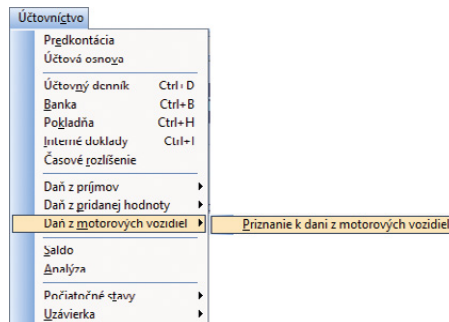 Účtovníctvo
Predkontácia
Účtová osnova
Účtovný denník Ctrl+D
Banka Ctrl+B
Pokladňa Ctrl+H
Interné doklady Ctrl+I
Časové rozlíšenie
Daň z príjmov
Daň z pridanej hodnoty
Daň z motorových vozidiel
Priznanie k dani z motorových vozidiel
Saldo
Analýza
Počiatočné stavy
Uzávierka